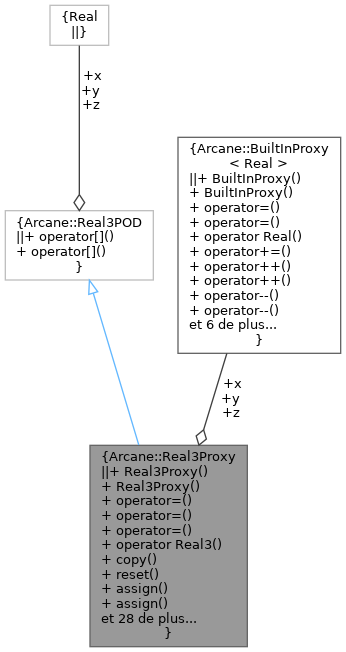 {Real
||}
+x
+y
+z
{Arcane::BuiltInProxy
< Real >
||+ BuiltInProxy()
+ BuiltInProxy()
+ operator=()
+ operator=()
+ operator Real()
+ operator+=()
+ operator++()
+ operator++()
+ operator--()
+ operator--()
et 6 de plus...
}
{Arcane::Real3POD
||+ operator[]()
+ operator[]()
}
+x
+y
+z
{Arcane::Real3Proxy
||+ Real3Proxy()
+ Real3Proxy()
+ operator=()
+ operator=()
+ operator=()
+ operator Real3()
+ copy()
+ reset()
+ assign()
+ assign()
et 28 de plus...
}